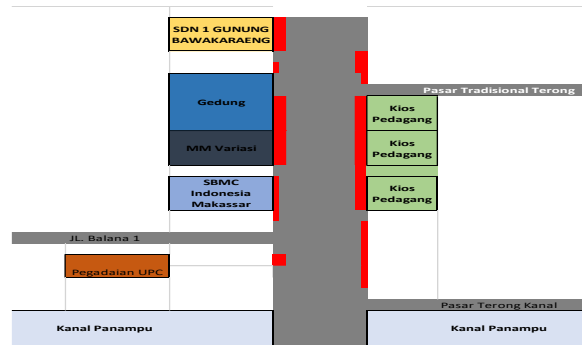 SDN 1 GUNUNG
BAWAKARAENG
Gedung
Pasar Tradisional Terong
Kios
Pedagang
MM Variasi
Kios
Pedagang
SBMC
Indonesia
Makassar
Kios
Pedagang
JL. Balana 1
Pegadaian UPC
Pasar Terong Kanal
Kanal Panampu
Kanal Panampu